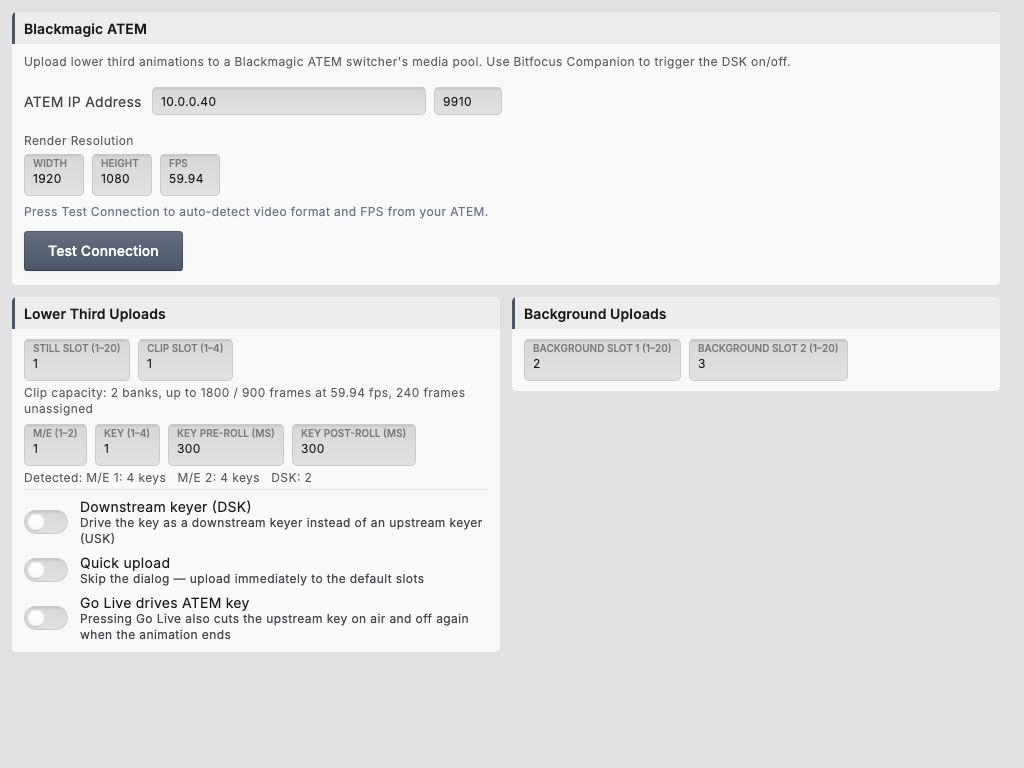 Blackmagic ATEM
Upload lower third animations to a Blackmagic ATEM switcher's media pool. Use Bitfocus Companion to trigger the DSK on/off.
ATEM IP Address 10.0.0.40 9910
Render Resolution
WIDTH HEIGHT FPS
1920 1080 59.94
Press Test Connection to auto-detect video format and FPS from your ATEM.
Test Connection
Lower Third Uploads
STILL SLOT (1–20) CLIP SLOT (1–4)
1 1
Clip capacity: 2 banks, up to 1800 / 900 frames at 59.94 fps, 240 frames
unassigned
M/E (1–2) KEY (1–4) KEY PRE-ROLL (MS) KEY POST-ROLL (MS)
1 1 300 300
Detected: M/E 1: 4 keys M/E 2: 4 keys DSK: 2
Downstream keyer (DSK)
Drive the key as a downstream keyer instead of an upstream keyer
(USK)
Quick upload
Skip the dialog — upload immediately to the default slots
Go Live drives ATEM key
Pressing Go Live also cuts the upstream key on air and off again
when the animation ends
Background Uploads
BACKGROUND SLOT 1 (1–20) BACKGROUND SLOT 2 (1–20)
2 3